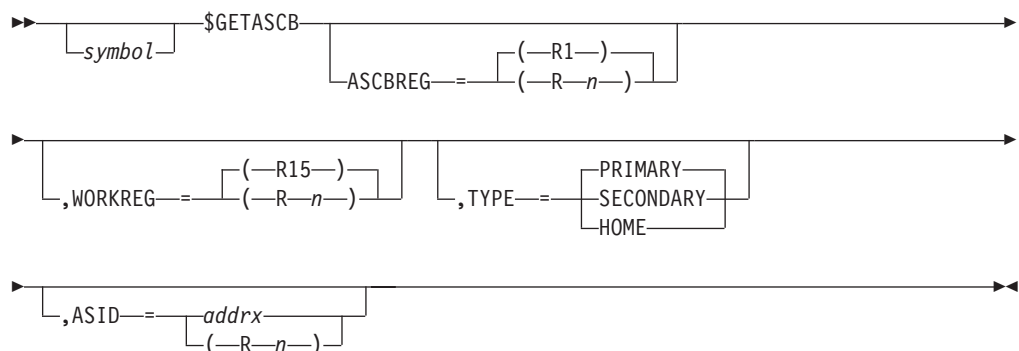 $GETASCB
symbol
( R1 )
ASCBREG = ( R n )
( R15 ) PRIMARY
,WORKREG = ( R n ) ,TYPE = SECONDARY
HOME
,ASID = addrx
( R n )